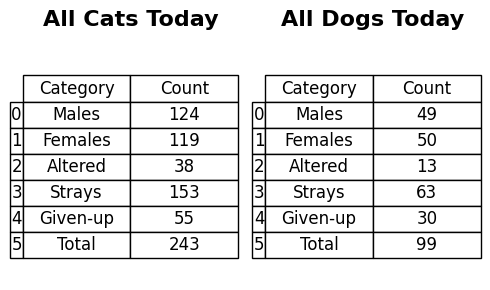 All Cats Today
Category Count
0 Males 124
1 Females 119
2 Altered 38
3 Strays 153
4 Given-up 55
5 Total 243
All Dogs Today
Category Count
0 Males 49
1 Females 50
2 Altered 13
3 Strays 63
4 Given-up 30
5 Total 99